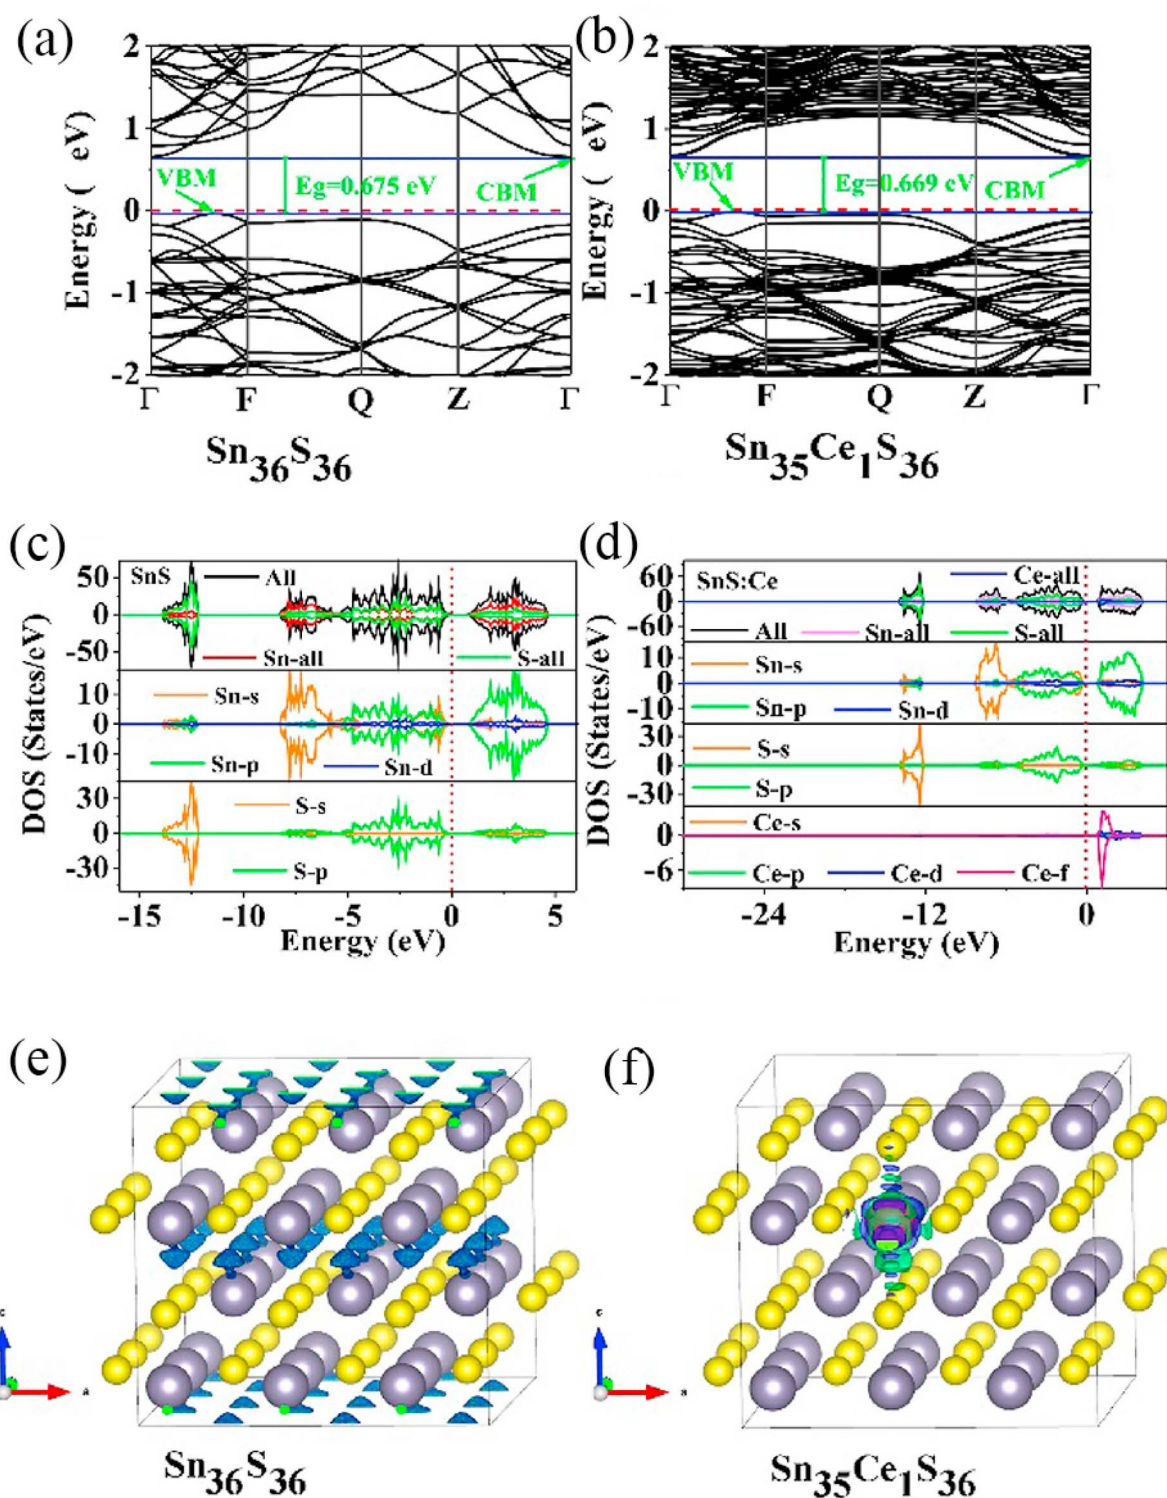 (a)
2
1
0
-1
-2
Energy ( eV)
VBM
Eg=0.675 eV
CBM
Γ F Q Z Γ
Sn36S36
(b)
2
1
0
-1
-2
Energy ( eV)
VBM
Eg=0.669 eV
CBM
Γ F Q Z Γ
Sn35Ce1S36
(c)
DOS (States/eV)
50
0
-50
SnS
All
Sn-all
S-all
10
0
-10
Sn-s
Sn-p
Sn-d
30
0
-30
S-s
S-p
-15 -10 -5 0 5
Energy (eV)
(d)
DOS (States/eV)
60
0
-60
SnS:Ce
Ce-all
All
Sn-all
S-all
10
0
-10
Sn-s
Sn-p
Sn-d
30
0
-30
S-s
S-p
0
-6
Ce-s
Ce-p
Ce-d
Ce-f
-24 -12 0
Energy (eV)
(e)
c
a
Sn36S36
(f)
c
a
Sn35Ce1S36